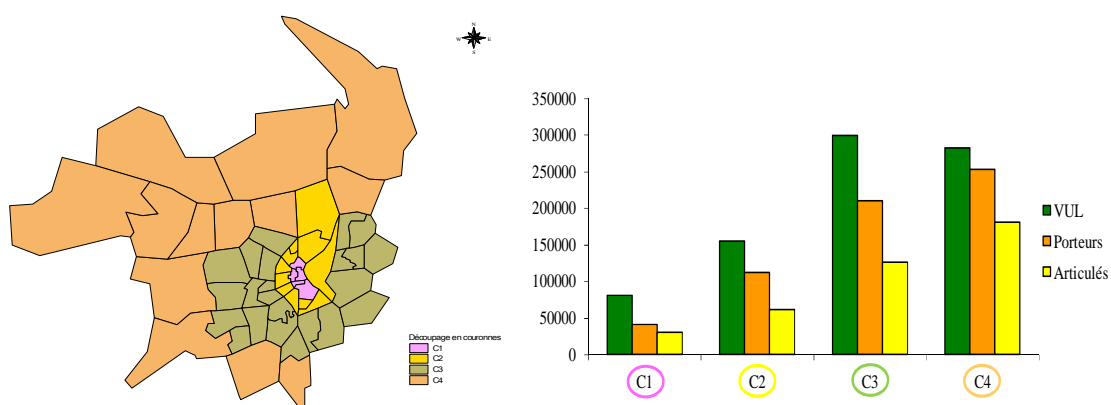 N
W E
S
Découpage en couronnes
C1
C2
C3
C4
350000
300000
250000
200000
150000
100000
50000
0
C1 C2 C3 C4
VUL
Porteurs
Articulés